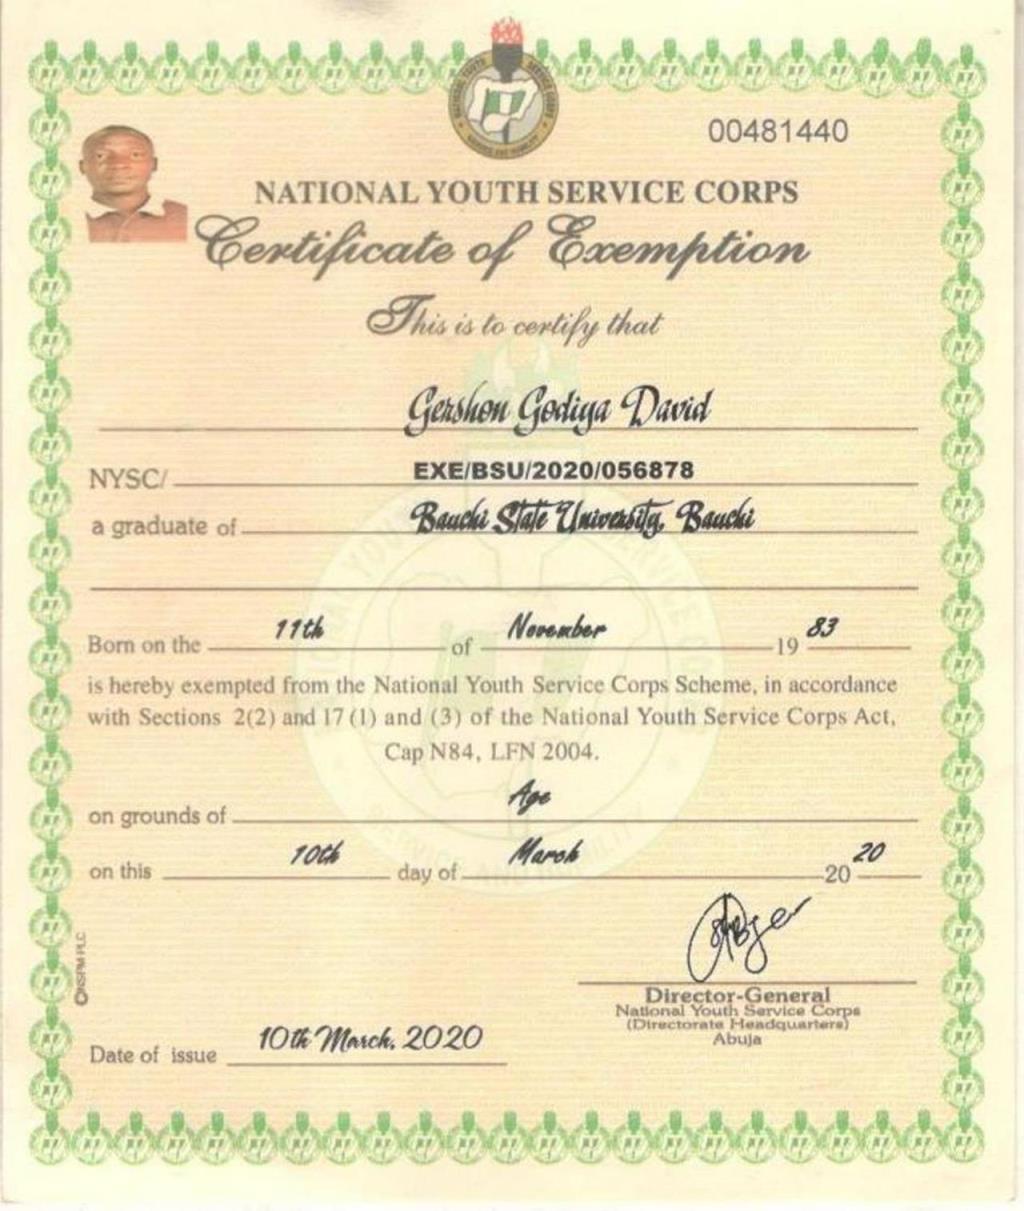 00481440
NATIONAL YOUTH SERVICE CORPS
Certificate of Exemption
This is to certify that
Gershon Godiya David
NYSC/ EXE/BSU/2020/056878
a graduate of Bauchi State University, Bauchi
Born on the 11th of November 19 83
is hereby exempted from the National Youth Service Corps Scheme, in accordance
with Sections 2(2) and 17 (1) and (3) of the National Youth Service Corps Act,
Cap N84, LFN 2004.
on grounds of Age
on this 10th day of March 20 20
NSPM PLC
Director-General
National Youth Service Corps
(Directorate Headquarters)
Abuja
Date of issue 10th March, 2020